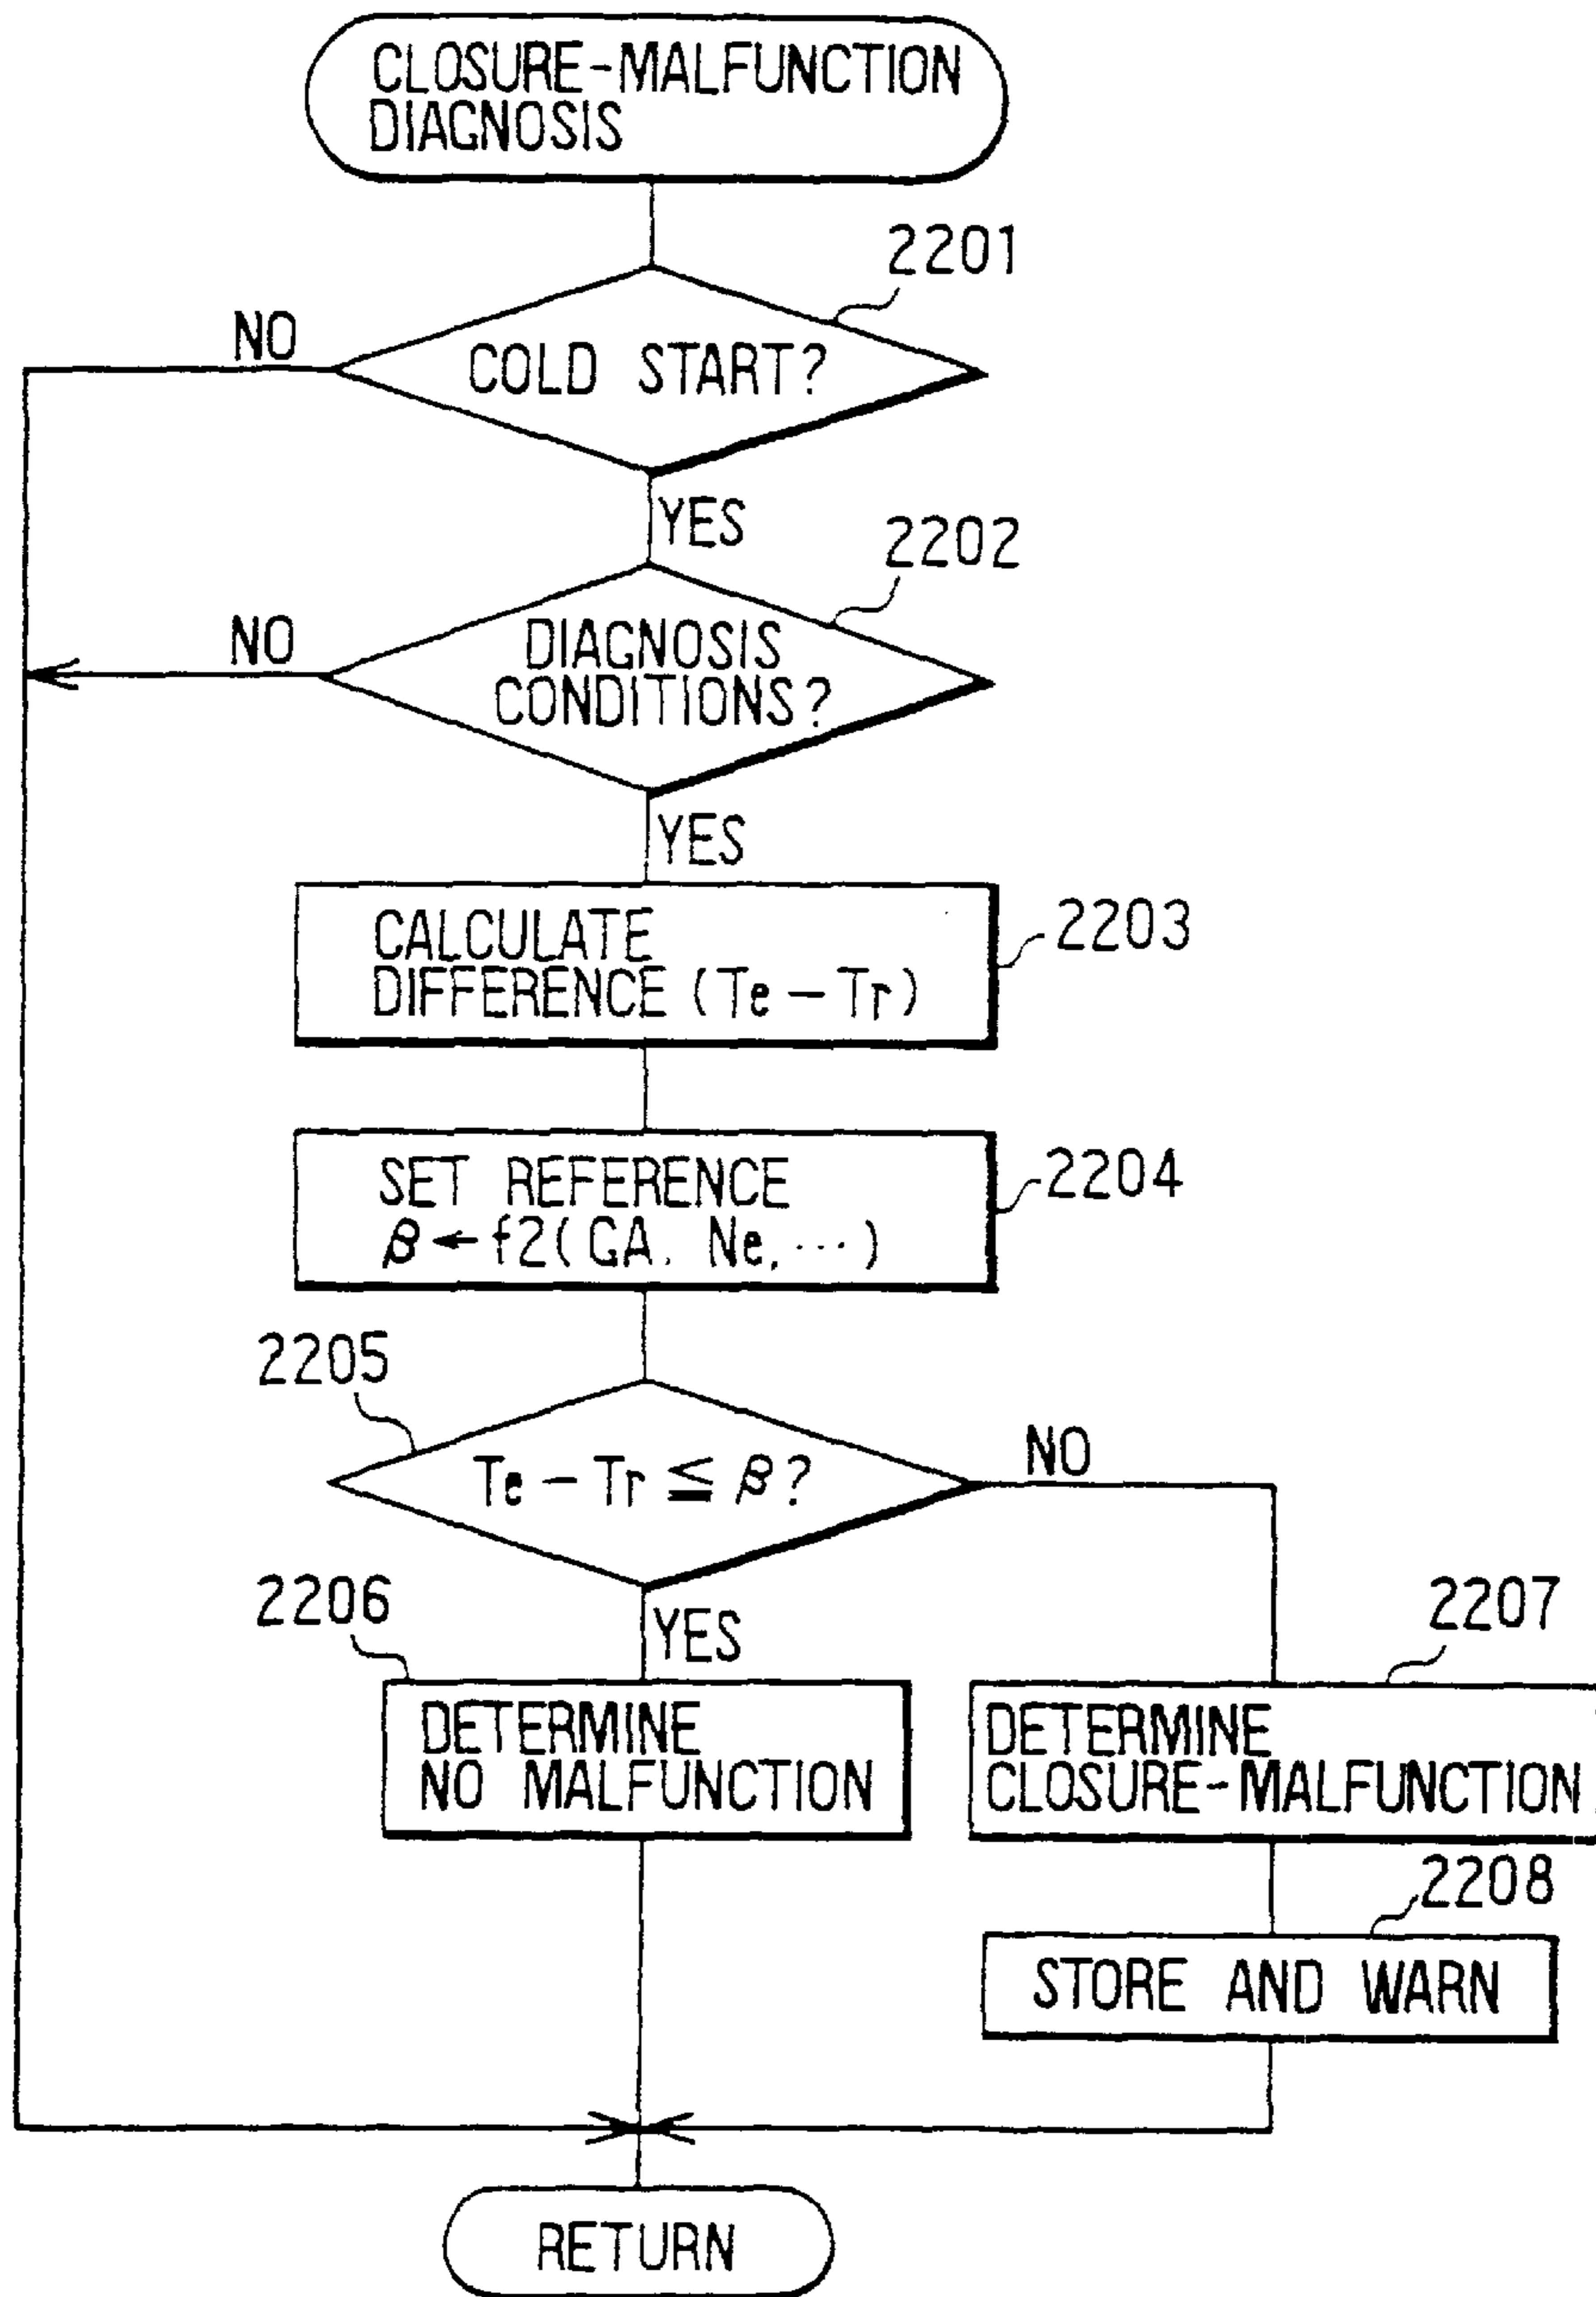 CLOSURE-MALFUNCTION
DIAGNOSIS
2201
NO
COLD START?
YES
2202
NO
DIAGNOSIS
CONDITIONS?
YES
CALCULATE
DIFFERENCE (Te - Tr)
2203
SET REFERENCE
β ← f2(GA. Ne, ...)
2204
2205
Te - Tr ≦ β?
NO
2206
YES
2207
DETERMINE
NO MALFUNCTION
DETERMINE
CLOSURE-MALFUNCTION
2208
STORE AND WARN
RETURN